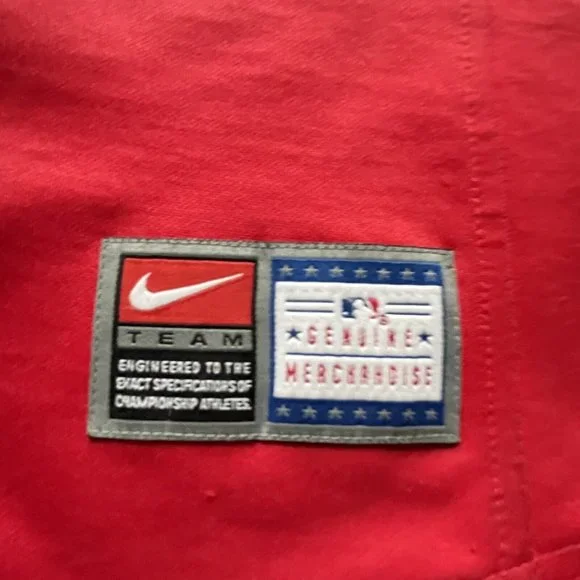 TEAM
ENGINEERED TO THE
EXACT SPECIFICATIONS OF
CHAMPIONSHIP ATHLETES.
GENUINE
MERCHANDISE